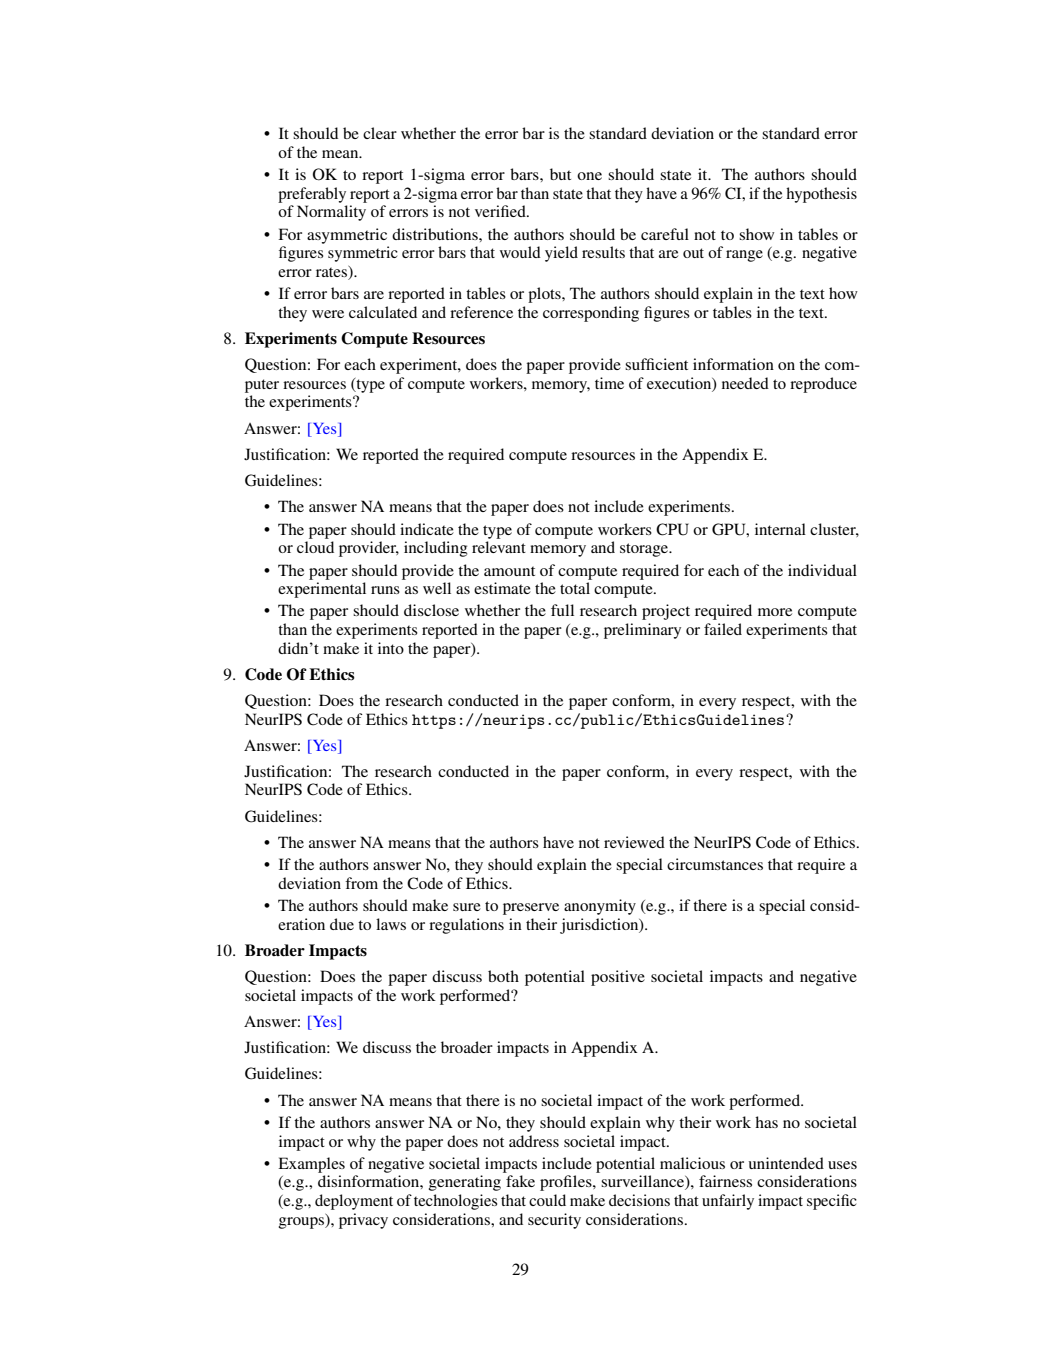 • It should be clear whether the error bar is the standard deviation or the standard error
of the mean.
• It is OK to report 1-sigma error bars, but one should state it. The authors should
preferably report a 2-sigma error bar than state that they have a 96% CI, if the hypothesis
of Normality of errors is not verified.
• For asymmetric distributions, the authors should be careful not to show in tables or
figures symmetric error bars that would yield results that are out of range (e.g. negative
error rates).
• If error bars are reported in tables or plots, The authors should explain in the text how
they were calculated and reference the corresponding figures or tables in the text.
8. Experiments Compute Resources
Question: For each experiment, does the paper provide sufficient information on the com-
puter resources (type of compute workers, memory, time of execution) needed to reproduce
the experiments?
Answer: [Yes]
Justification: We reported the required compute resources in the Appendix E.
Guidelines:
• The answer NA means that the paper does not include experiments.
• The paper should indicate the type of compute workers CPU or GPU, internal cluster,
or cloud provider, including relevant memory and storage.
• The paper should provide the amount of compute required for each of the individual
experimental runs as well as estimate the total compute.
• The paper should disclose whether the full research project required more compute
than the experiments reported in the paper (e.g., preliminary or failed experiments that
didn't make it into the paper).
9. Code Of Ethics
Question: Does the research conducted in the paper conform, in every respect, with the
NeurIPS Code of Ethics https://neurips.cc/public/EthicsGuidelines?
Answer: [Yes]
Justification: The research conducted in the paper conform, in every respect, with the
NeurIPS Code of Ethics.
Guidelines:
• The answer NA means that the authors have not reviewed the NeurIPS Code of Ethics.
• If the authors answer No, they should explain the special circumstances that require a
deviation from the Code of Ethics.
• The authors should make sure to preserve anonymity (e.g., if there is a special consid-
eration due to laws or regulations in their jurisdiction).
10. Broader Impacts
Question: Does the paper discuss both potential positive societal impacts and negative
societal impacts of the work performed?
Answer: [Yes]
Justification: We discuss the broader impacts in Appendix A.
Guidelines:
• The answer NA means that there is no societal impact of the work performed.
• If the authors answer NA or No, they should explain why their work has no societal
impact or why the paper does not address societal impact.
• Examples of negative societal impacts include potential malicious or unintended uses
(e.g., disinformation, generating fake profiles, surveillance), fairness considerations
(e.g., deployment of technologies that could make decisions that unfairly impact specific
groups), privacy considerations, and security considerations.
29